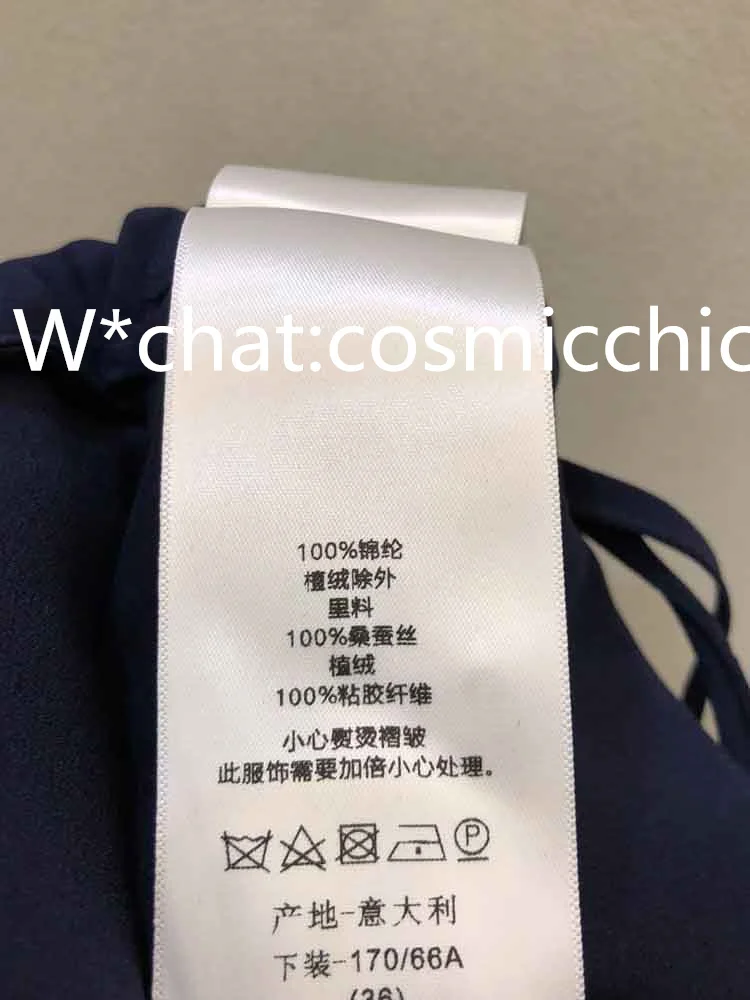 W*chat:cosmicchic
100%锦纶
植绒除外
里料
100%桑蚕丝
植绒
100%粘胶纤维
小心熨烫褶皱
此服饰需要加倍小心处理。
P
产地-意大利
下装-170/66A
(36)